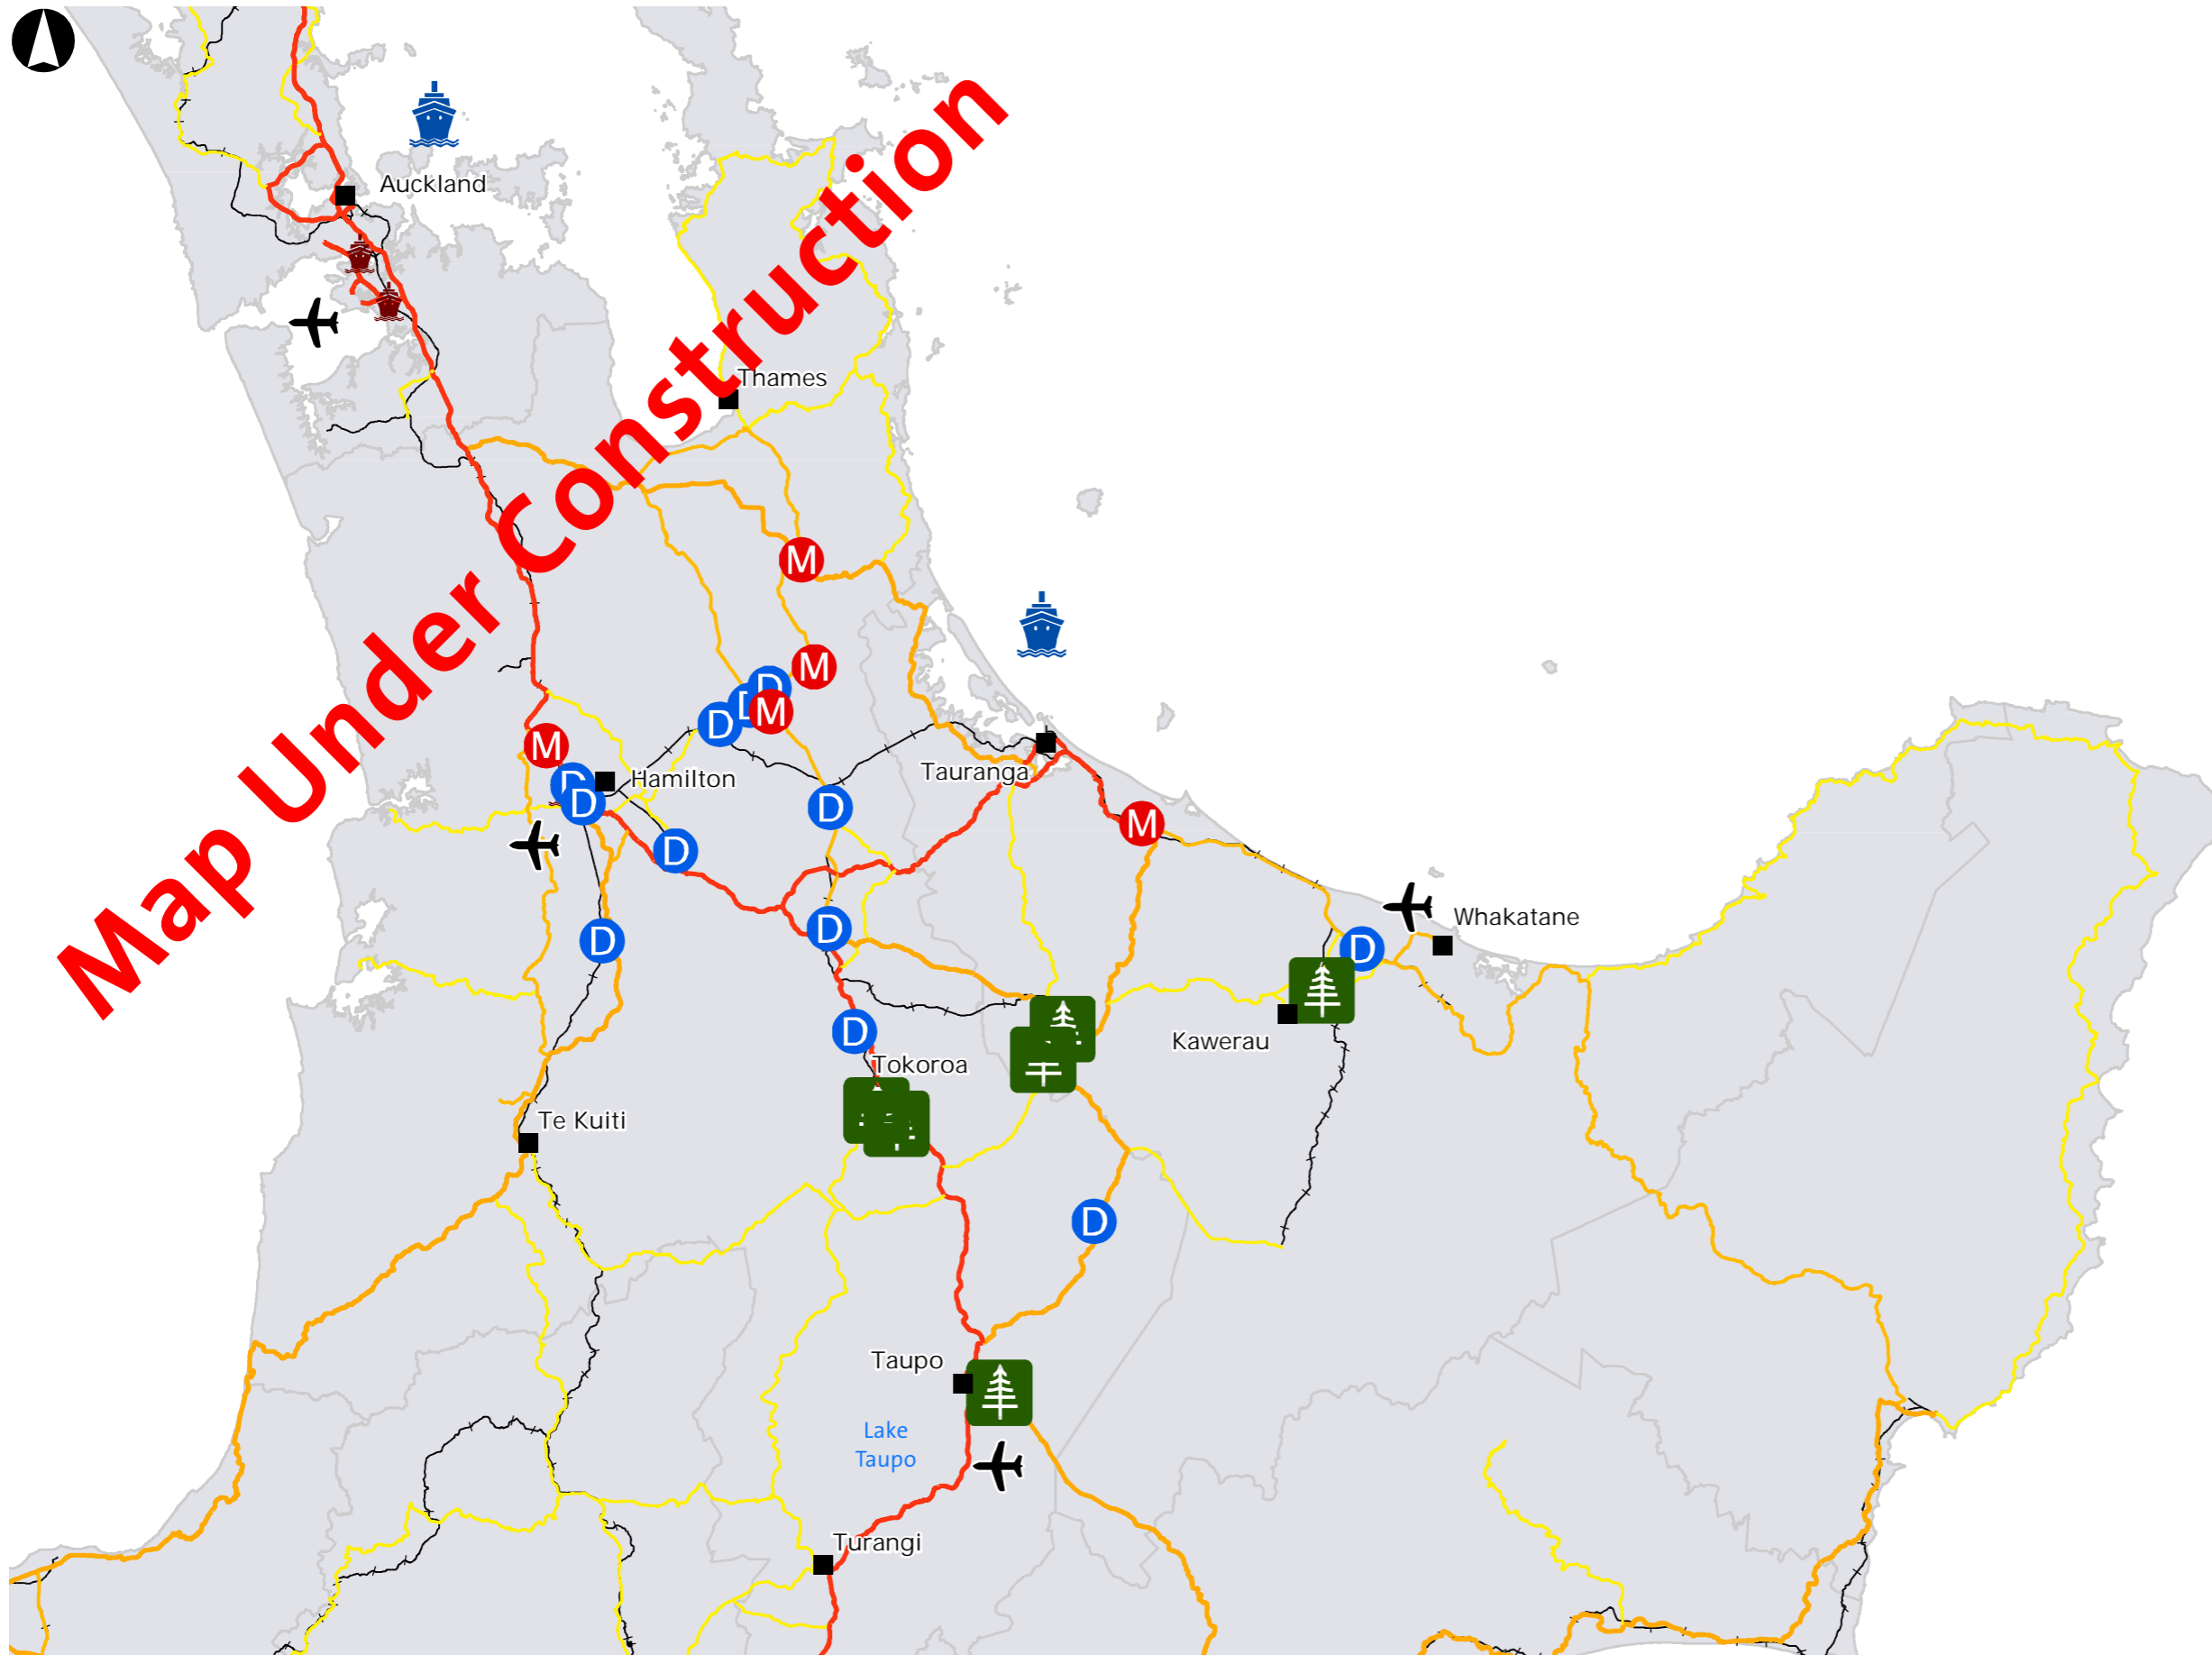 Map Under Construction
Auckland
Thames
M
M
D
D
M
D
M
D
D
Hamilton
Tauranga
D
M
D
D
D
D
Whakatane
D
Kawerau
Tokoroa
Te Kuiti
D
Taupo
Lake
Taupo
Turangi